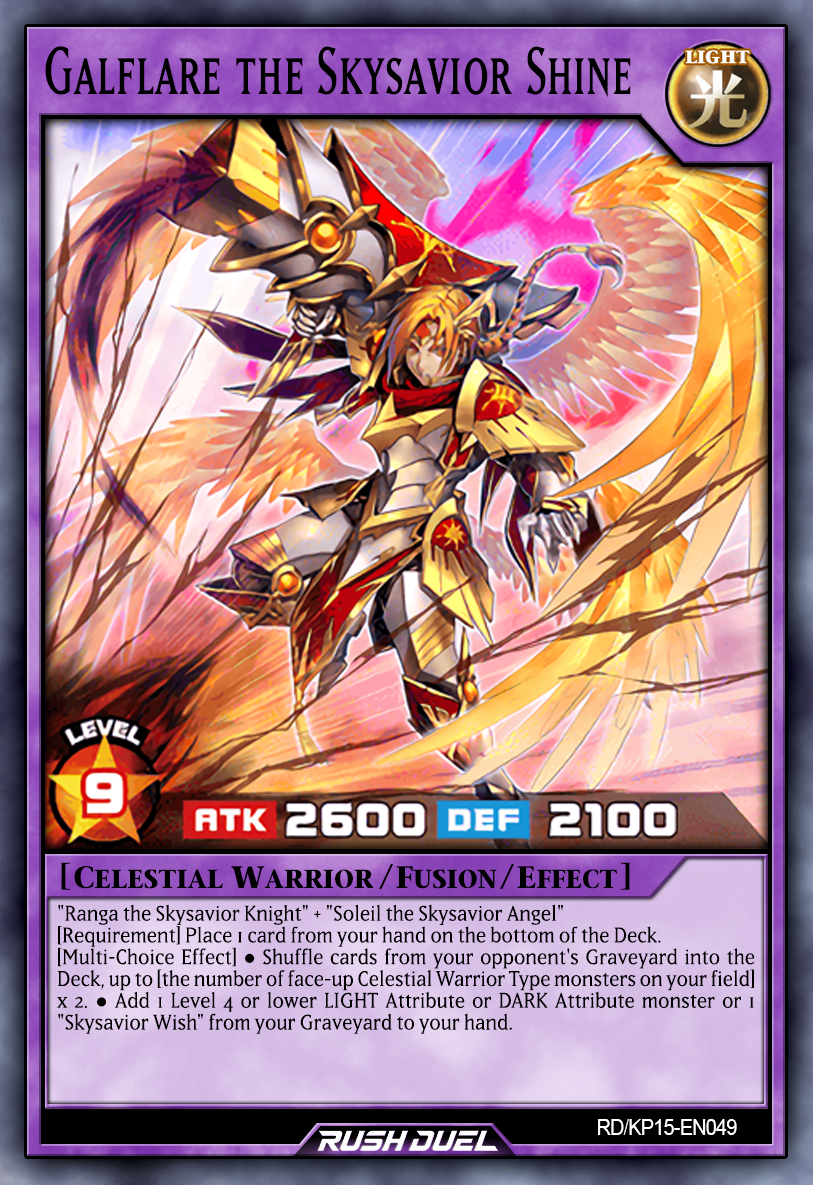 Galflare the Skysavior Shine
LIGHT
光
LEVEL
9
ATK 2600 DEF 2100
[Celestial Warrior/Fusion/Effect]
"Ranga the Skysavior Knight" + "Soleil the Skysavior Angel"
[Requirement] Place 1 card from your hand on the bottom of the Deck.
[Multi-Choice Effect] ● Shuffle cards from your opponent's Graveyard into the
Deck, up to [the number of face-up Celestial Warrior Type monsters on your field]
x 2. ● Add 1 Level 4 or lower LIGHT Attribute or DARK Attribute monster or 1
"Skysavior Wish" from your Graveyard to your hand.
RD/KP15-EN049
RUSH DUEL